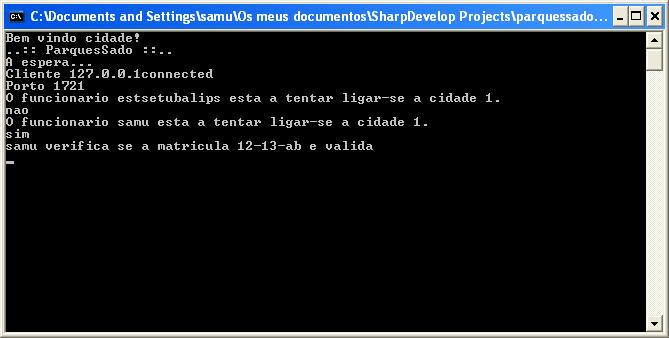 C:\Documents and Settings\samu\Os meus documentos\SharpDevelop Projects\parquessado...
Bem vindo cidade!
..:: ParquesSado ::..
A espera...
Cliente 127.0.0.1connected
Porto 1721
O funcionario estsetubalips esta a tentar ligar-se a cidade 1.
nao
O funcionario samu esta a tentar ligar-se a cidade 1.
sim
samu verifica se a matricula 12-13-ab e valida